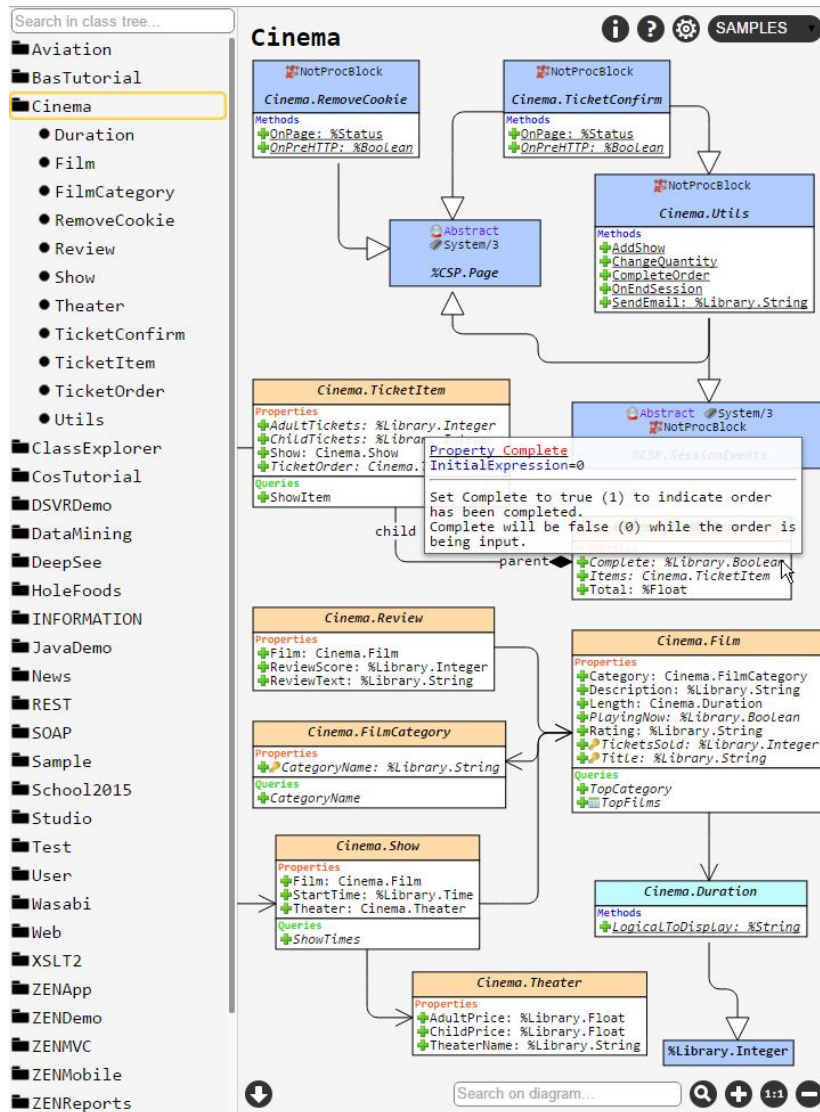 Search in class tree...
Aviation
BasTutorial
Cinema
Duration
Film
FilmCategory
RemoveCookie
Review
Show
Theater
TicketConfirm
TicketItem
TicketOrder
Utils
ClassExplorer
CosTutorial
DSVRDemo
DataMining
DeepSee
HoleFoods
INFORMATION
JavaDemo
News
REST
SOAP
Sample
School2015
Studio
Test
User
Wasabi
Web
XSLT2
ZENApp
ZENDemo
ZENMVC
ZENMobile
ZENReports
Cinema
SAMPLES
NotProcBlock
Cinema.RemoveCookie
Methods
OnPage: %Status
OnPreHTTP: %Boolean
NotProcBlock
Cinema.TicketConfirm
Methods
OnPage: %Status
OnPreHTTP: %Boolean
NotProcBlock
Cinema.Utils
Methods
AddShow
ChangeQuantity
CompleteOrder
OnEndSession
SendEmail: %Library.String
Abstract
System/3
%CSP.Page
Cinema.TicketItem
Properties
AdultTickets: %Library.Integer
ChildTickets: %Library.Integer
Show: Cinema.Show
TicketOrder: Cinema.
Queries
ShowItem
Abstract System/3
NotProcBlock
%CSP.SessionEvents
Property Complete
InitialExpression=0
Set Complete to true (1) to indicate order
has been completed.
Complete will be false (0) while the order is
being input.
child
parent
Complete: %Library.Boolean
Items: Cinema.TicketItem
Total: %Float
Cinema.Review
Properties
Film: Cinema.Film
ReviewScore: %Library.Integer
ReviewText: %Library.String
Cinema.Film
Properties
Category: Cinema.FilmCategory
Description: %Library.String
Length: Cinema.Duration
PlayingNow: %Library.Boolean
Rating: %Library.String
TicketsSold: %Library.Integer
Title: %Library.String
Queries
TopCategory
TopFilms
Cinema.FilmCategory
Properties
CategoryName: %Library.String
Queries
CategoryName
Cinema.Show
Properties
Film: Cinema.Film
StartTime: %Library.Time
Theater: Cinema.Theater
Queries
ShowTimes
Cinema.Duration
Methods
LogicalToDisplay: %String
Cinema.Theater
Properties
AdultPrice: %Library.Float
ChildPrice: %Library.Float
TheaterName: %Library.String
%Library.Integer
Search on diagram...
1:1